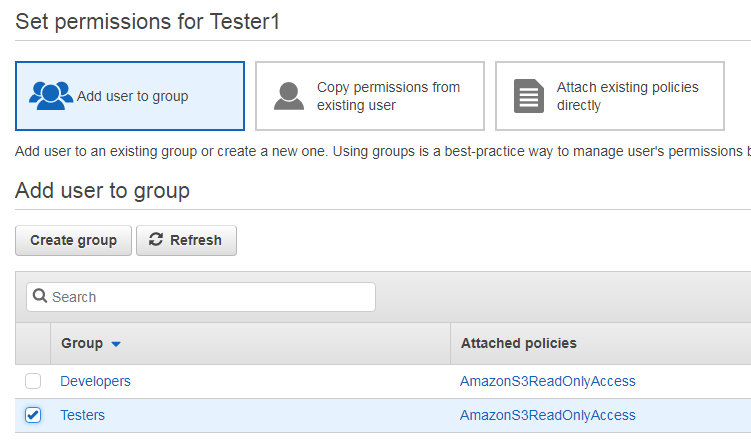 Set permissions for Tester1
Add user to group
Copy permissions from
existing user
Attach existing policies
directly
Add user to an existing group or create a new one. Using groups is a best-practice way to manage user's permissions
Add user to group
Create group
Refresh
Search
Group
Attached policies
Developers
AmazonS3ReadOnlyAccess
Testers
AmazonS3ReadOnlyAccess